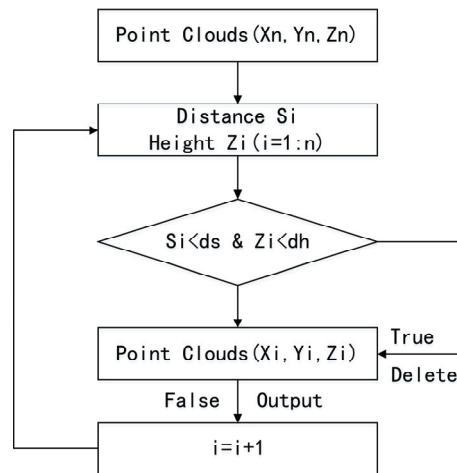 Point Clouds(Xn,Yn,Zn)
Distance Si
Height Zi(i=1:n)
Si<ds & Zi<dh
Point Clouds(Xi,Yi,Zi)
True
Delete
False Output
i=i+1